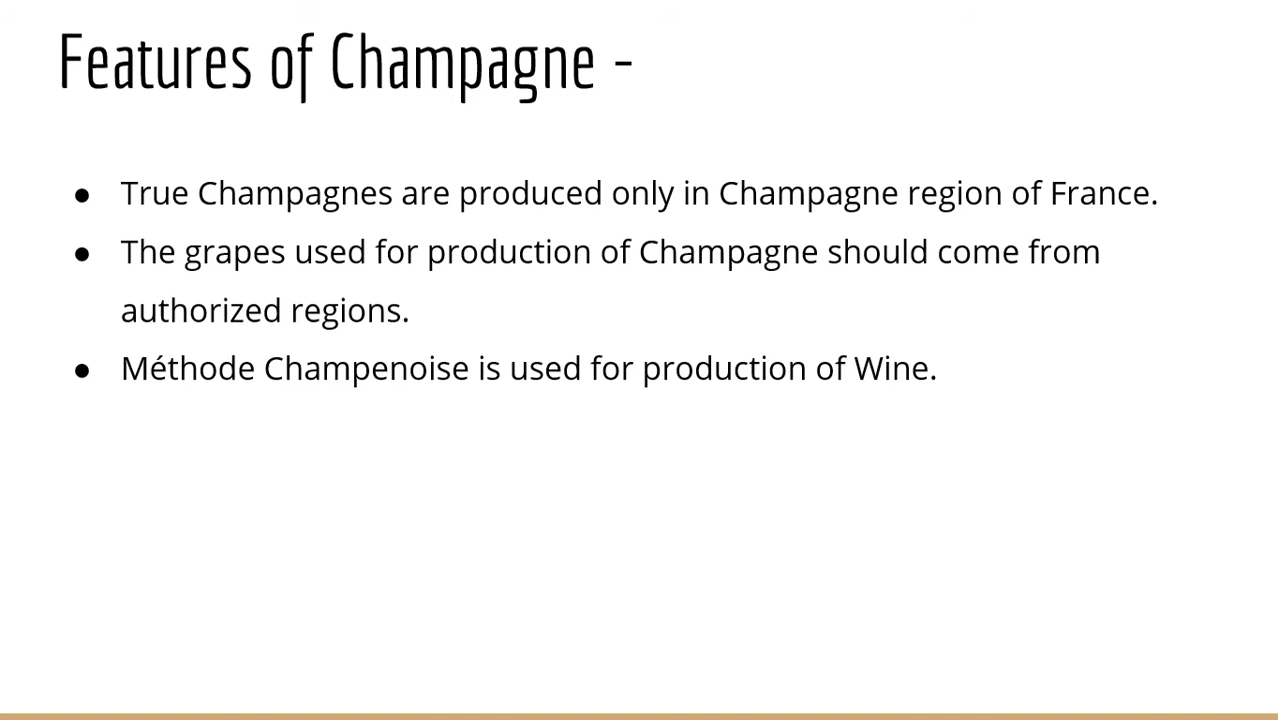 Features of Champagne -
● True Champagnes are produced only in Champagne region of France.
● The grapes used for production of Champagne should come from
authorized regions.
● Méthode Champenoise is used for production of Wine.